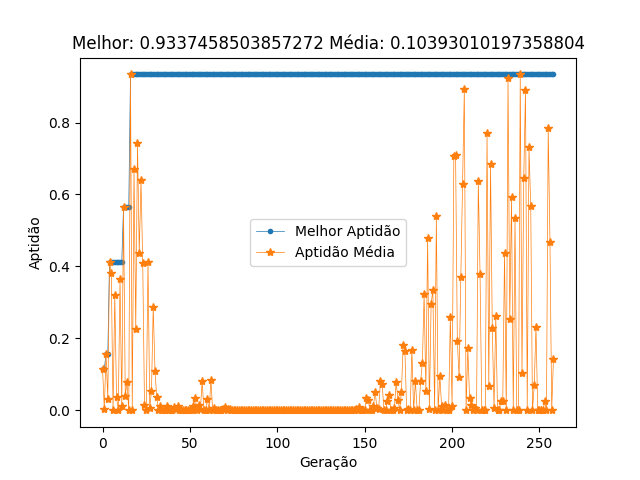 Melhor: 0.9337458503857272 Média: 0.10393010197358804
Aptidão
0.8
0.6
0.4
0.2
0.0
Melhor Aptidão
Aptidão Média
0 50 100 150 200 250
Geração